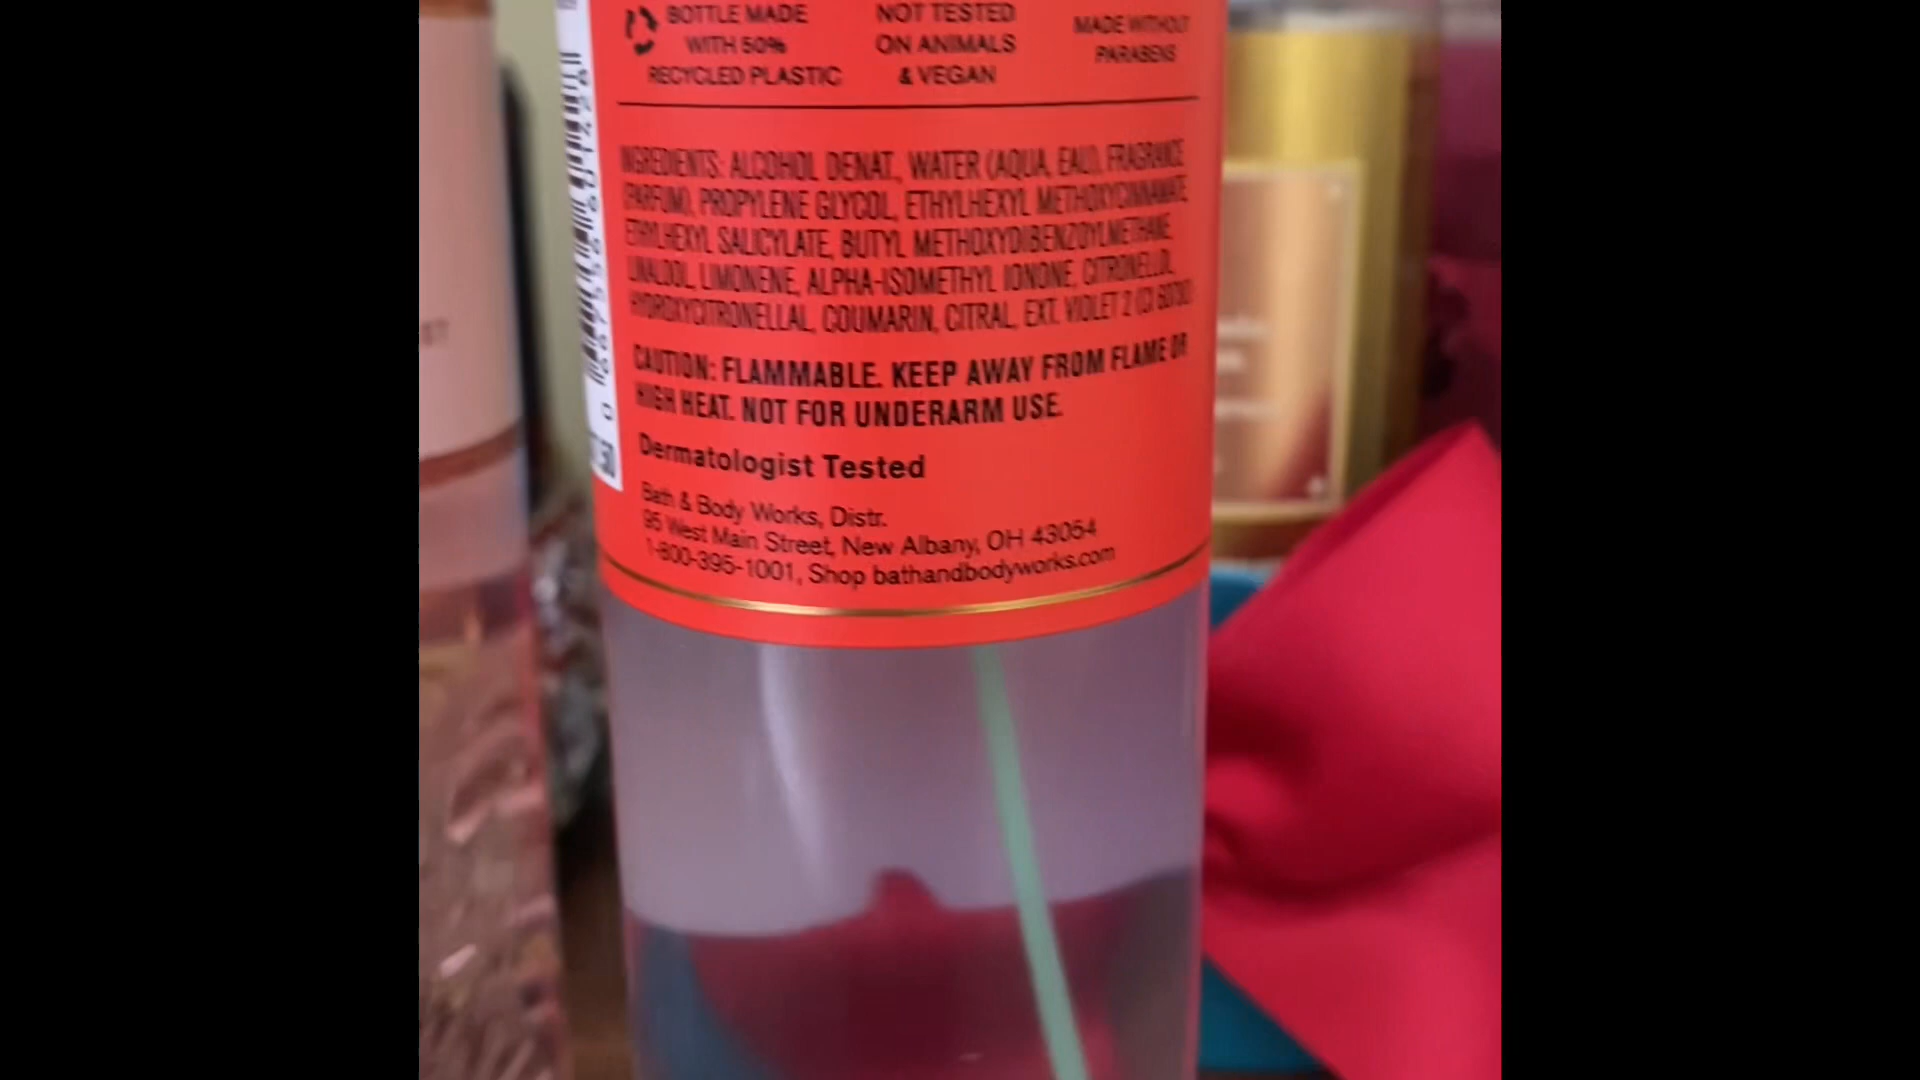 BOTTLE MADE
WITH 50%
RECYCLED PLASTIC
NOT TESTED
ON ANIMALS
& VEGAN
MADE WITHOUT
PARABENS
INGREDIENTS: ALCOHOL DENAT., WATER (AQUA, EAU), FRAGRANCE
(PARFUM), PROPYLENE GLYCOL, ETHYLHEXYL METHOXYCINNAMATE,
ETHYLHEXYL SALICYLATE, BUTYL METHOXYDIBENZOYLMETHANE,
LINALOOL, LIMONENE, ALPHA-ISOMETHYL IONONE, CITRONELLOL,
HYDROXYCITRONELLAL, COUMARIN, CITRAL, EXT. VIOLET 2 (CI 60730)
CAUTION: FLAMMABLE. KEEP AWAY FROM FLAME OR
HIGH HEAT. NOT FOR UNDERARM USE.
Dermatologist Tested
Bath & Body Works, Distr.
95 West Main Street, New Albany, OH 43054
1-800-395-1001, Shop bathandbodyworks.com